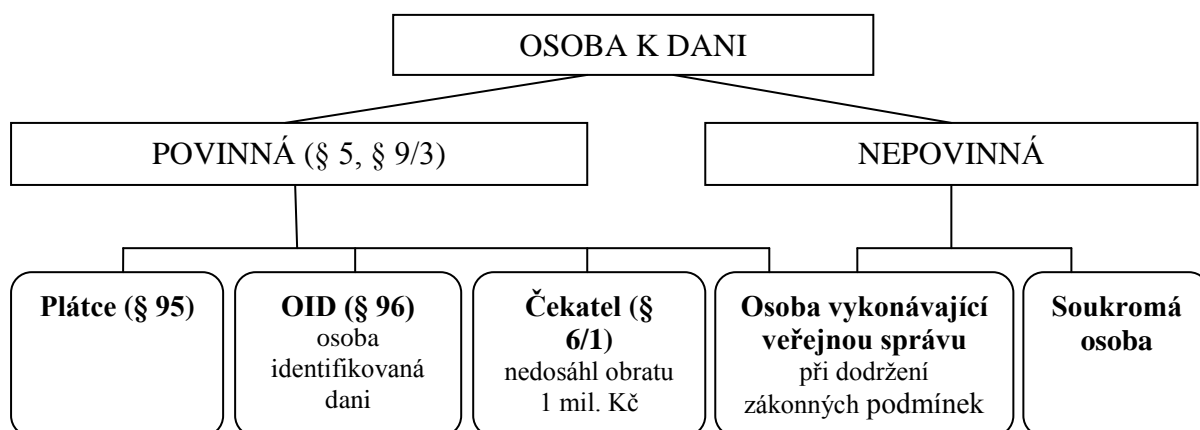 OSOBA K DANI
POVINNÁ (§ 5, § 9/3)
NEPOVINNÁ
Plátce (§ 95)
OID (§ 96)
osoba
identifikovaná
dani
Čekatel (§
6/1)
nedosáhl obratu
1 mil. Kč
Osoba vykonávající
veřejnou správu
při dodržení
zákonných podmínek
Soukromá
osoba